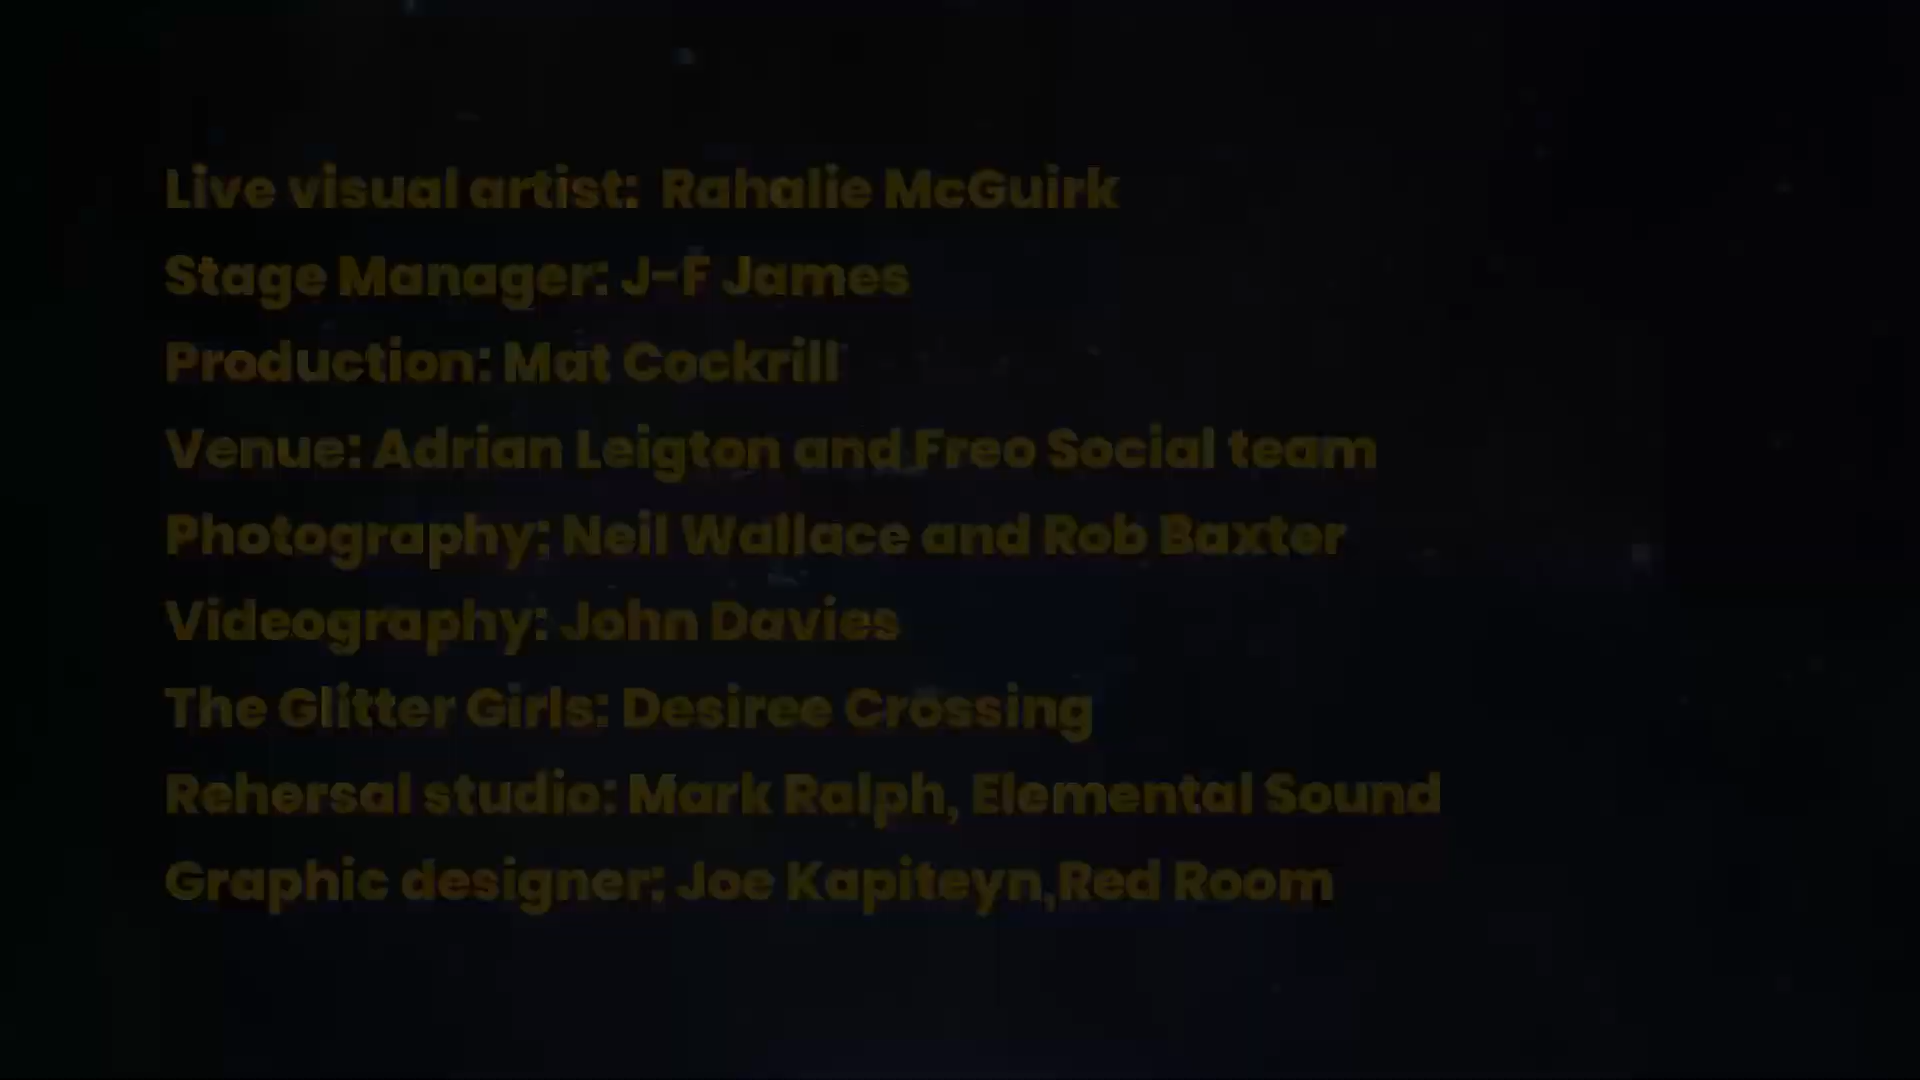 Live visual artist: Rahalie McGuirk
Stage Manager: J-F James
Production: Mat Cockrill
Venue: Adrian Leigton and Freo Social team
Photography: Neil Wallace and Rob Baxter
Videography: John Davies
The Glitter Girls: Desiree Crossing
Rehersal studio: Mark Ralph, Elemental Sound
Graphic designer: Joe Kapiteyn,Red Room